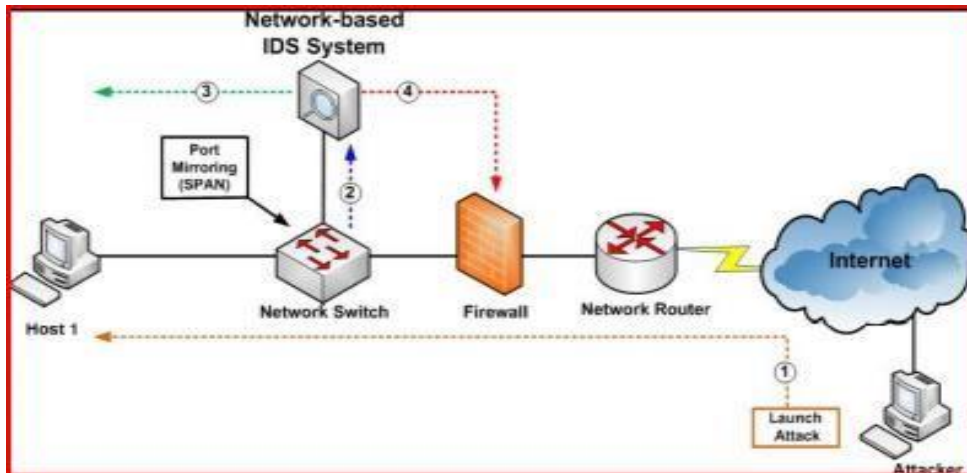 Network-based
IDS System
3
4
Port
Mirroring
(SPAN)
2
Internet
Host 1
Network Switch
Firewall
Network Router
1
Launch
Attack
Attacker